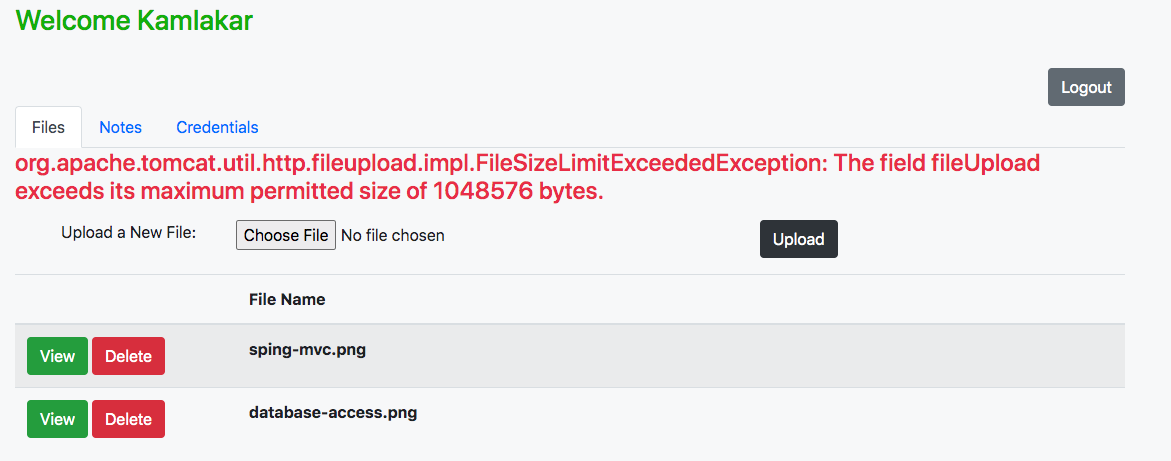 Welcome Kamlakar
Logout
Files Notes Credentials
org.apache.tomcat.util.http.fileupload.impl.FileSizeLimitExceededException: The field fileUpload
exceeds its maximum permitted size of 1048576 bytes.
Upload a New File: Choose File No file chosen Upload
File Name
View Delete sping-mvc.png
View Delete database-access.png